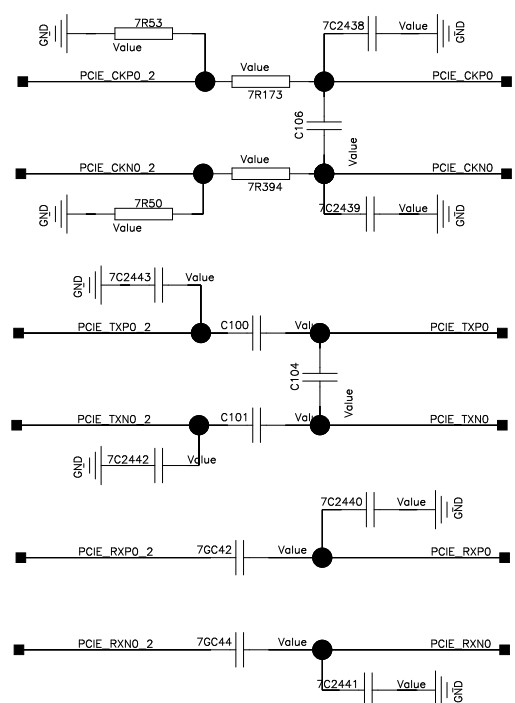 7R53
GND
Value
7C2438
Value
GND
PCIE_CKP0_2
Value
7R173
PCIE_CKP0
C106
Value
PCIE_CKN0_2
Value
7R394
PCIE_CKN0
GND
7R50
Value
7C2439
Value
GND
7C2443
Value
GND
PCIE_TXP0_2
C100
Valu
PCIE_TXP0
C104
Value
PCIE_TXN0_2
C101
Valu
PCIE_TXN0
GND
7C2442
Value
7C2440
Value
GND
PCIE_RXP0_2
7GC42
Value
PCIE_RXP0
PCIE_RXN0_2
7GC44
Value
PCIE_RXN0
7C2441
Value
GND